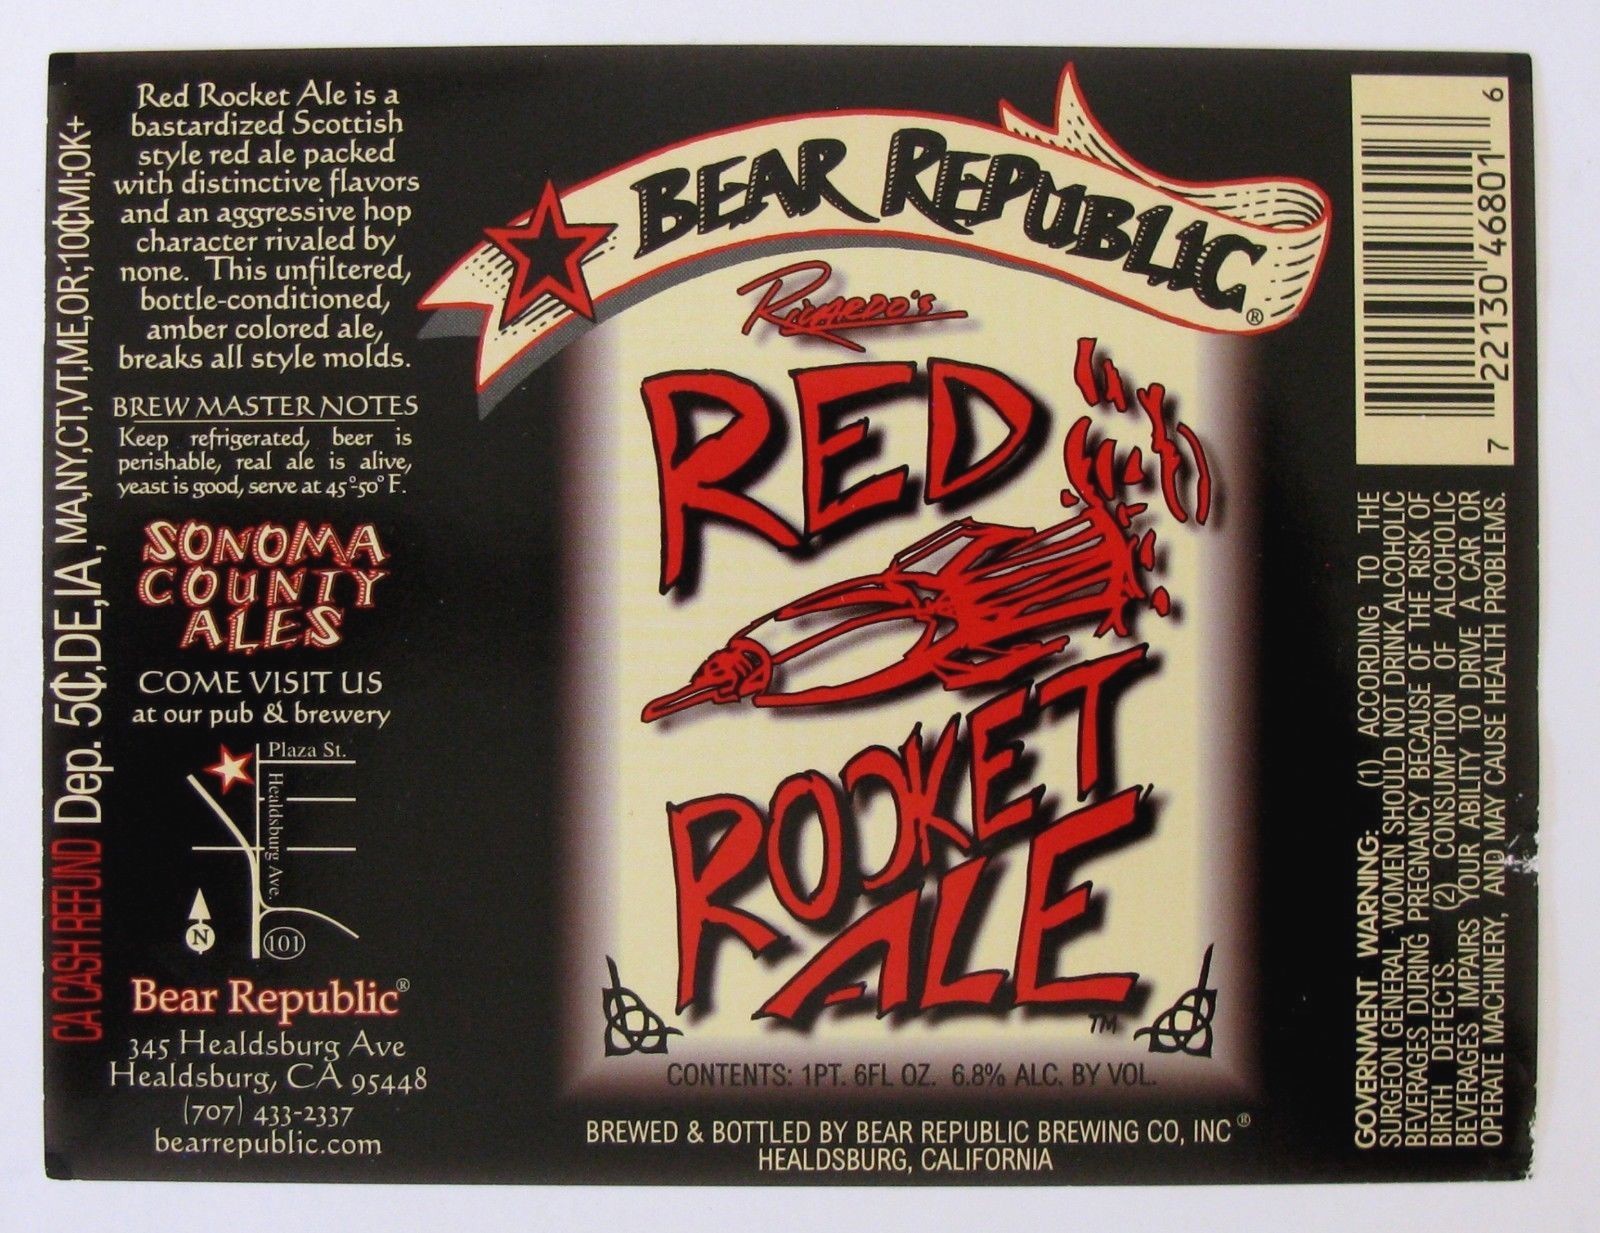 CA CASH REFUND Dep. 5¢,DE,IA, MA,NY,CT,VT,ME,OR;10¢MI;OK+
Red Rocket Ale is a
bastardized Scottish
style red ale packed
with distinctive flavors
and an aggressive hop
character rivaled by
none. This unfiltered,
bottle-conditioned,
amber colored ale,
breaks all style molds.
BREW MASTER NOTES
Keep refrigerated, beer is
perishable, real ale is alive,
yeast is good, serve at 45°-50° F.
SONOMA
COUNTY
ALES
COME VISIT US
at our pub & brewery
Plaza St.
Healdsburg Ave.
N
101
Bear Republic®
345 Healdsburg Ave
Healdsburg, CA 95448
(707) 433-2337
bearrepublic.com
BEAR REPUBLIC®
RICARDO'S
RED
ROCKET
ALE
TM
CONTENTS: 1PT. 6FL OZ. 6.8% ALC. BY VOL.
BREWED & BOTTLED BY BEAR REPUBLIC BREWING CO, INC®
HEALDSBURG, CALIFORNIA
7 22130 46801 6
GOVERNMENT WARNING: (1) ACCORDING TO THE
SURGEON GENERAL, WOMEN SHOULD NOT DRINK ALCOHOLIC
BEVERAGES DURING PREGNANCY BECAUSE OF THE RISK OF
BIRTH DEFECTS. (2) CONSUMPTION OF ALCOHOLIC
BEVERAGES IMPAIRS YOUR ABILITY TO DRIVE A CAR OR
OPERATE MACHINERY, AND MAY CAUSE HEALTH PROBLEMS.